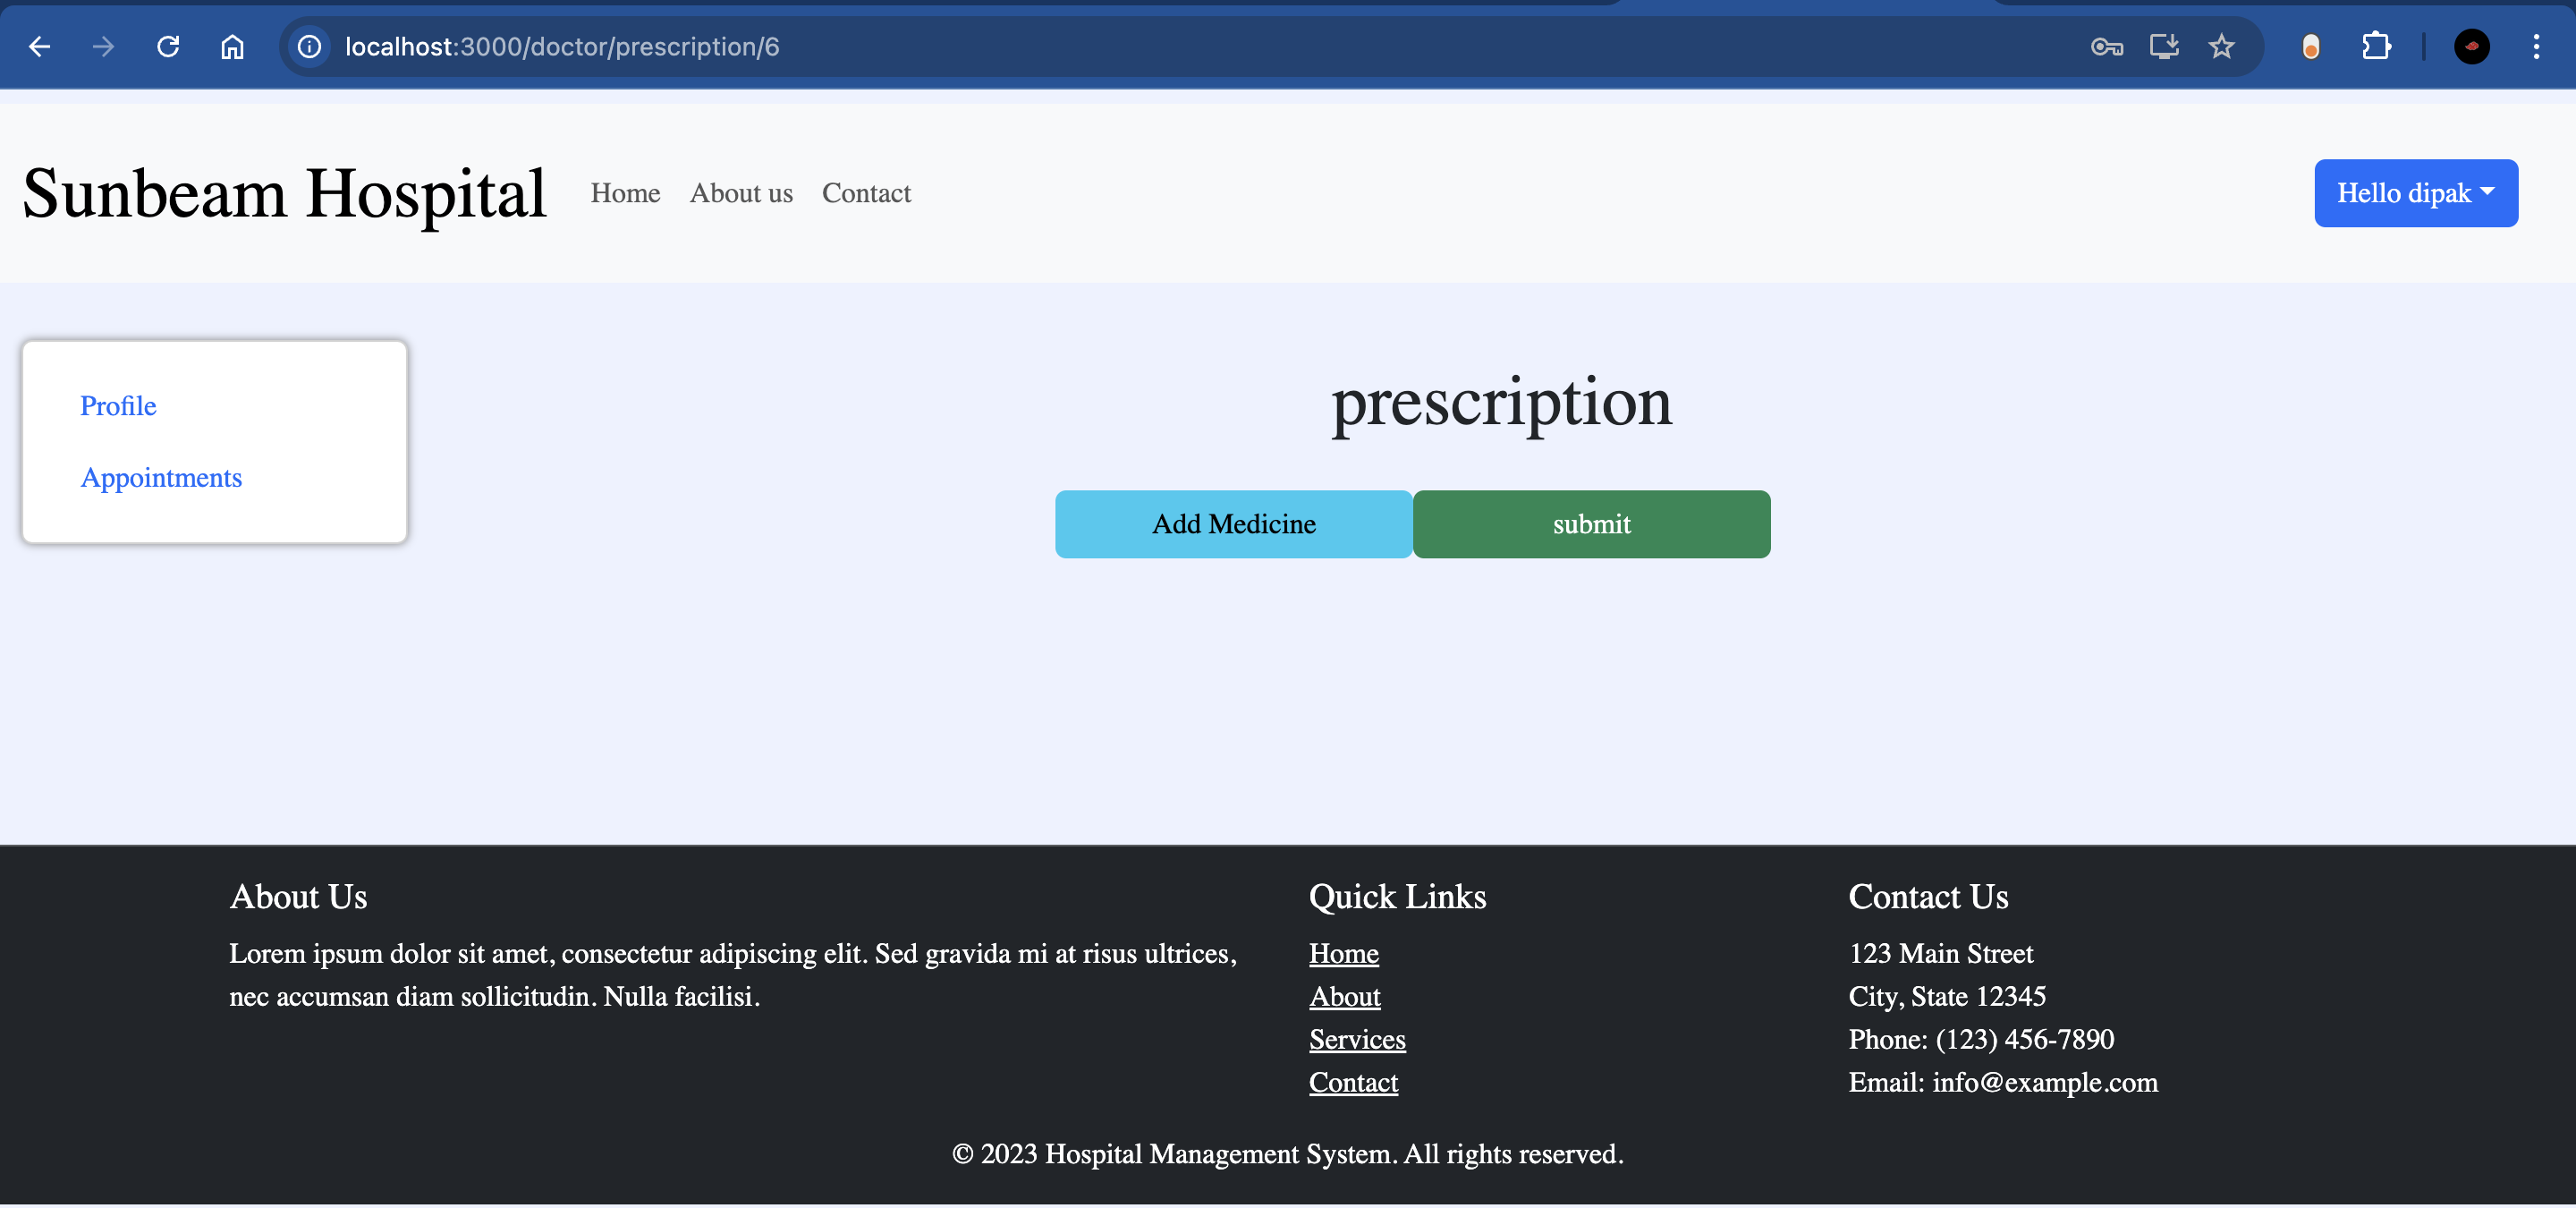 localhost:3000/doctor/prescription/6
Sunbeam Hospital
Home About us Contact
Hello dipak
Profile
Appointments
prescription
Add Medicine
submit
About Us
Lorem ipsum dolor sit amet, consectetur adipiscing elit. Sed gravida mi at risus ultrices,
nec accumsan diam sollicitudin. Nulla facilisi.
Quick Links
Home
About
Services
Contact
Contact Us
123 Main Street
City, State 12345
Phone: (123) 456-7890
Email: info@example.com
© 2023 Hospital Management System. All rights reserved.